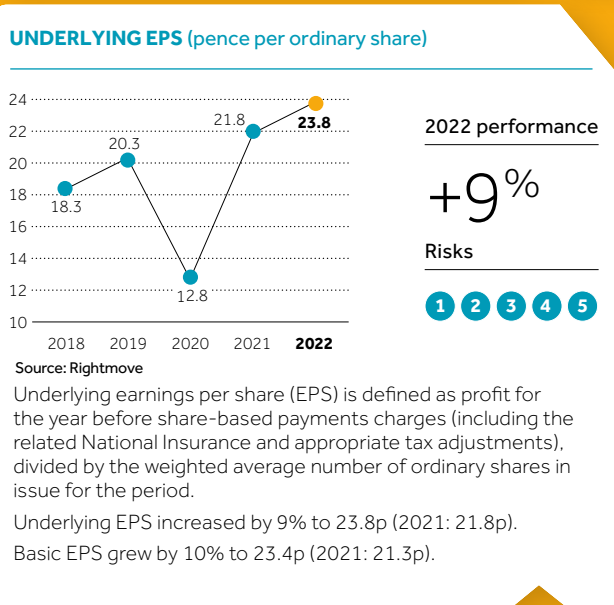 UNDERLYING EPS (pence per ordinary share)
24
22
20
18
16
14
12
10
18.3
20.3
12.8
21.8
23.8
2018 2019 2020 2021 2022
Source: Rightmove
2022 performance
+9%
Risks
1 2 3 4 5
Underlying earnings per share (EPS) is defined as profit for
the year before share-based payments charges (including the
related National Insurance and appropriate tax adjustments),
divided by the weighted average number of ordinary shares in
issue for the period.
Underlying EPS increased by 9% to 23.8p (2021: 21.8p).
Basic EPS grew by 10% to 23.4p (2021: 21.3p).